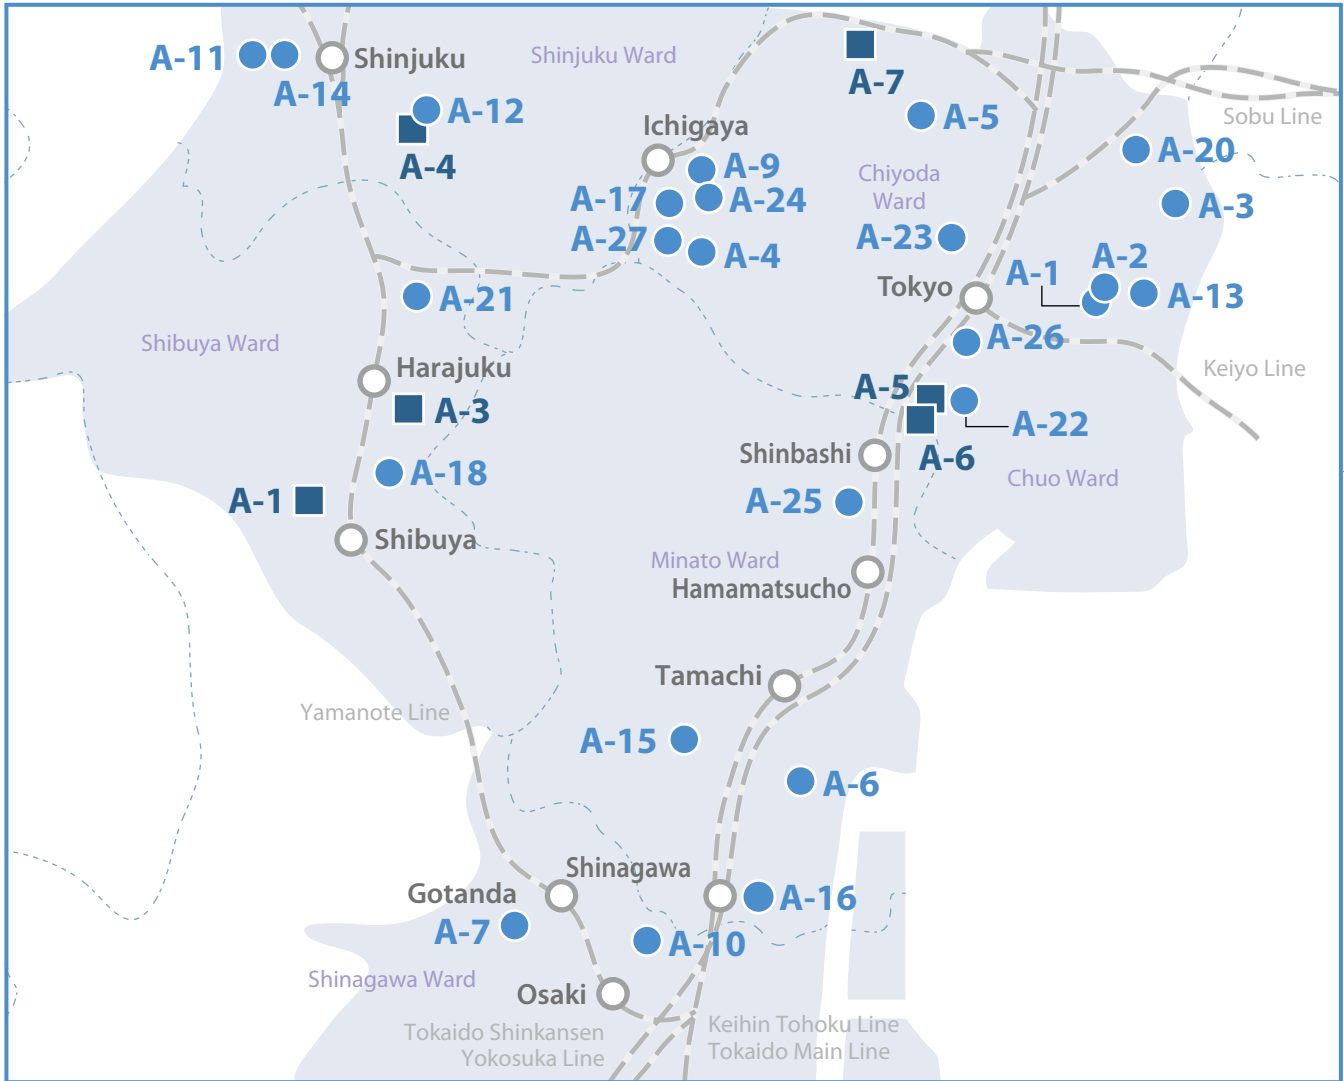 A-11
Shinjuku
Shinjuku Ward
A-7
A-14
A-12
A-5
Sobu Line
Ichigaya
A-4
A-9
A-20
Chiyoda
Ward
A-17
A-24
A-3
A-27
A-4
A-23
A-2
A-1
Tokyo
A-13
A-21
Shibuya Ward
A-26
Harajuku
Keiyo Line
A-5
A-3
A-22
Shinbashi
A-6
A-18
Chuo Ward
A-1
A-25
Shibuya
Minato Ward
Hamamatsucho
Tamachi
Yamanote Line
A-15
A-6
Shinagawa
Gotanda
A-16
A-7
A-10
Shinagawa Ward
Osaki
Tokaido Shinkansen
Yokosuka Line
Keihin Tohoku Line
Tokaido Main Line